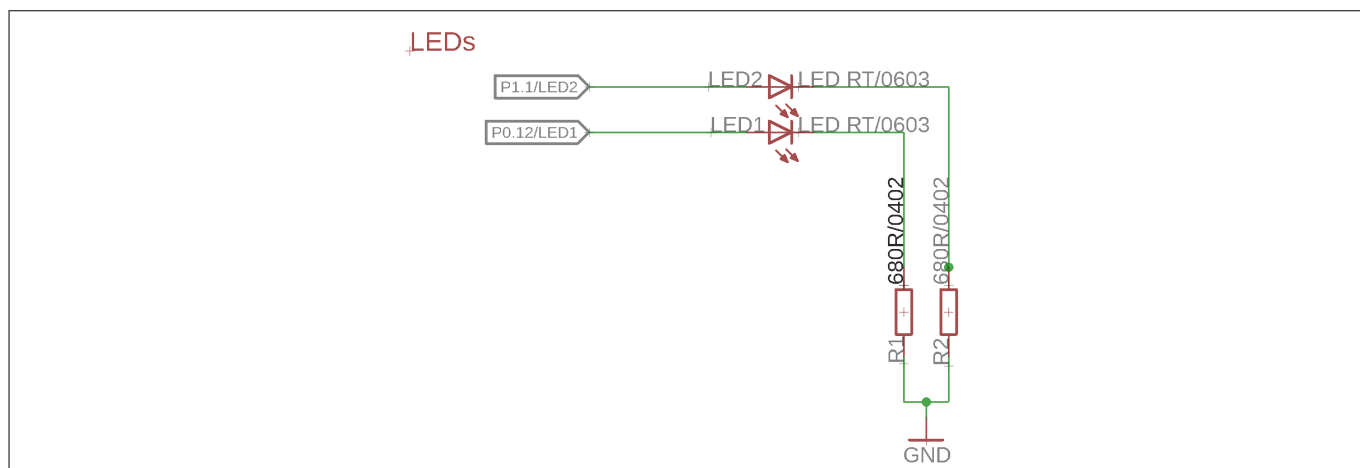 LEDs
P1.1/LED2
LED2
LED RT/0603
P0.12/LED1
LED1
LED RT/0603
680R/0402
680R/0402
R1
R2
GND